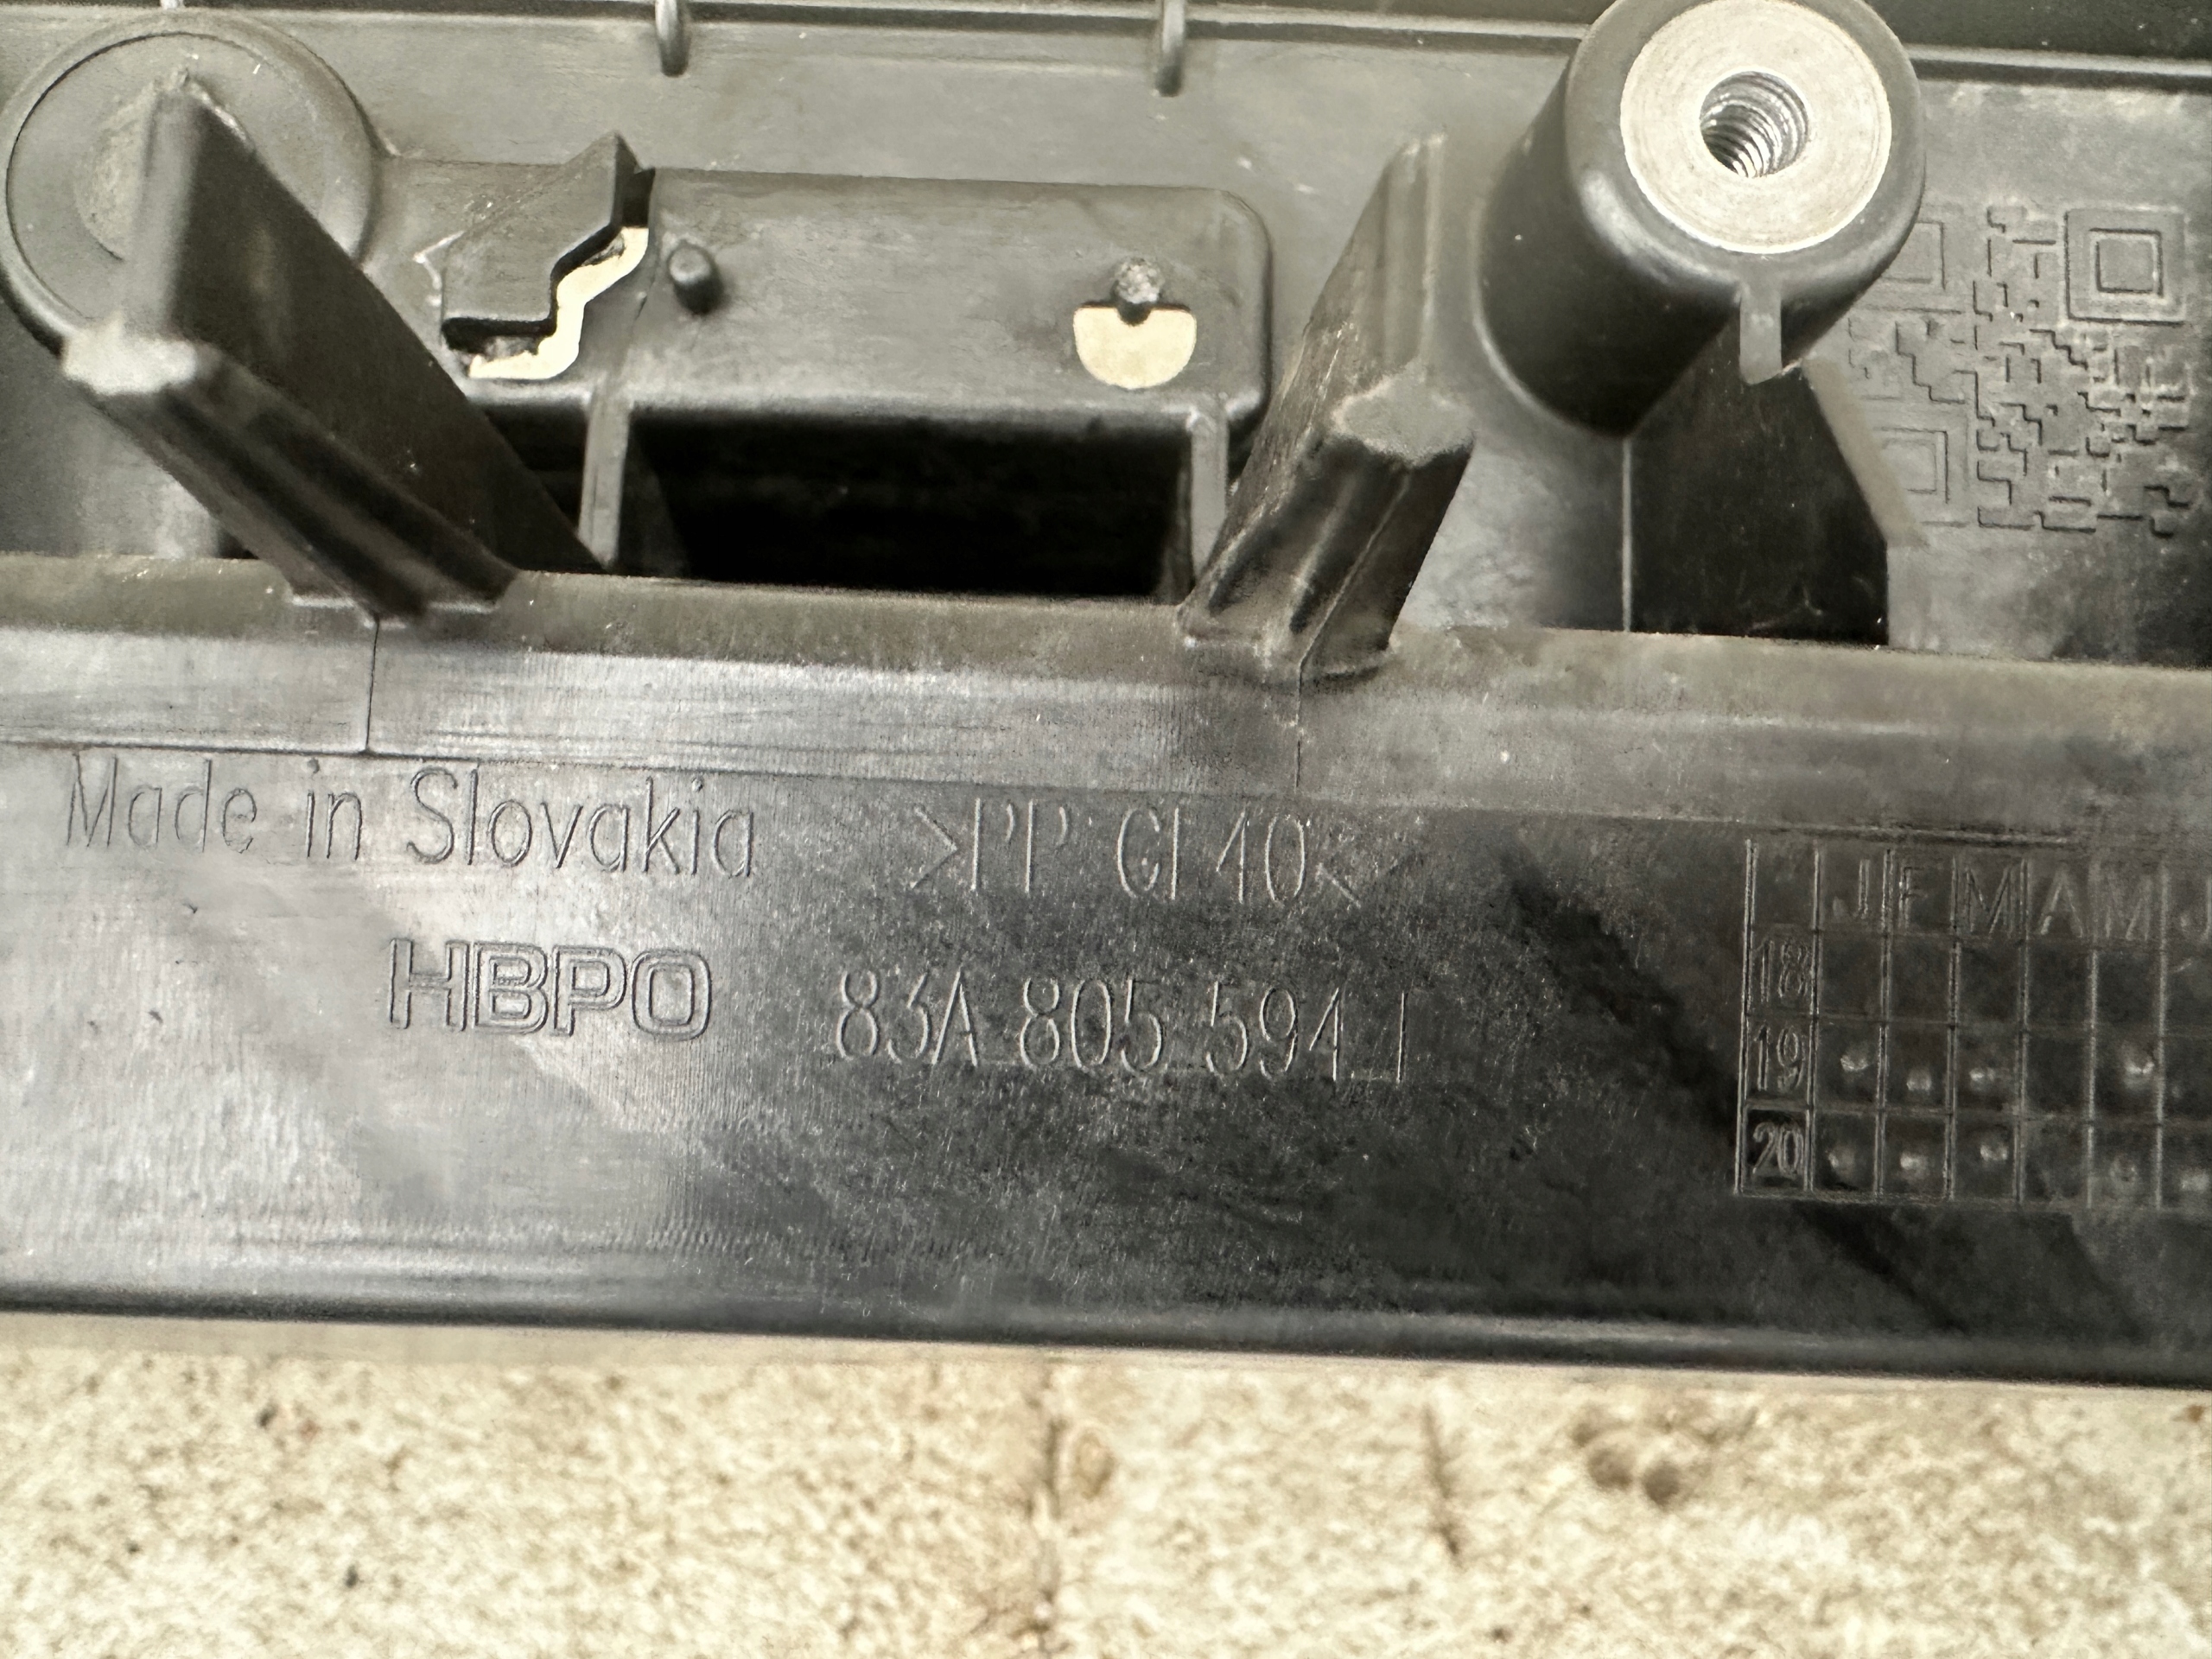 Made in Slovakia
>PP GF40<
HBPO
83A 805 594
J F M A M J
18
19
20